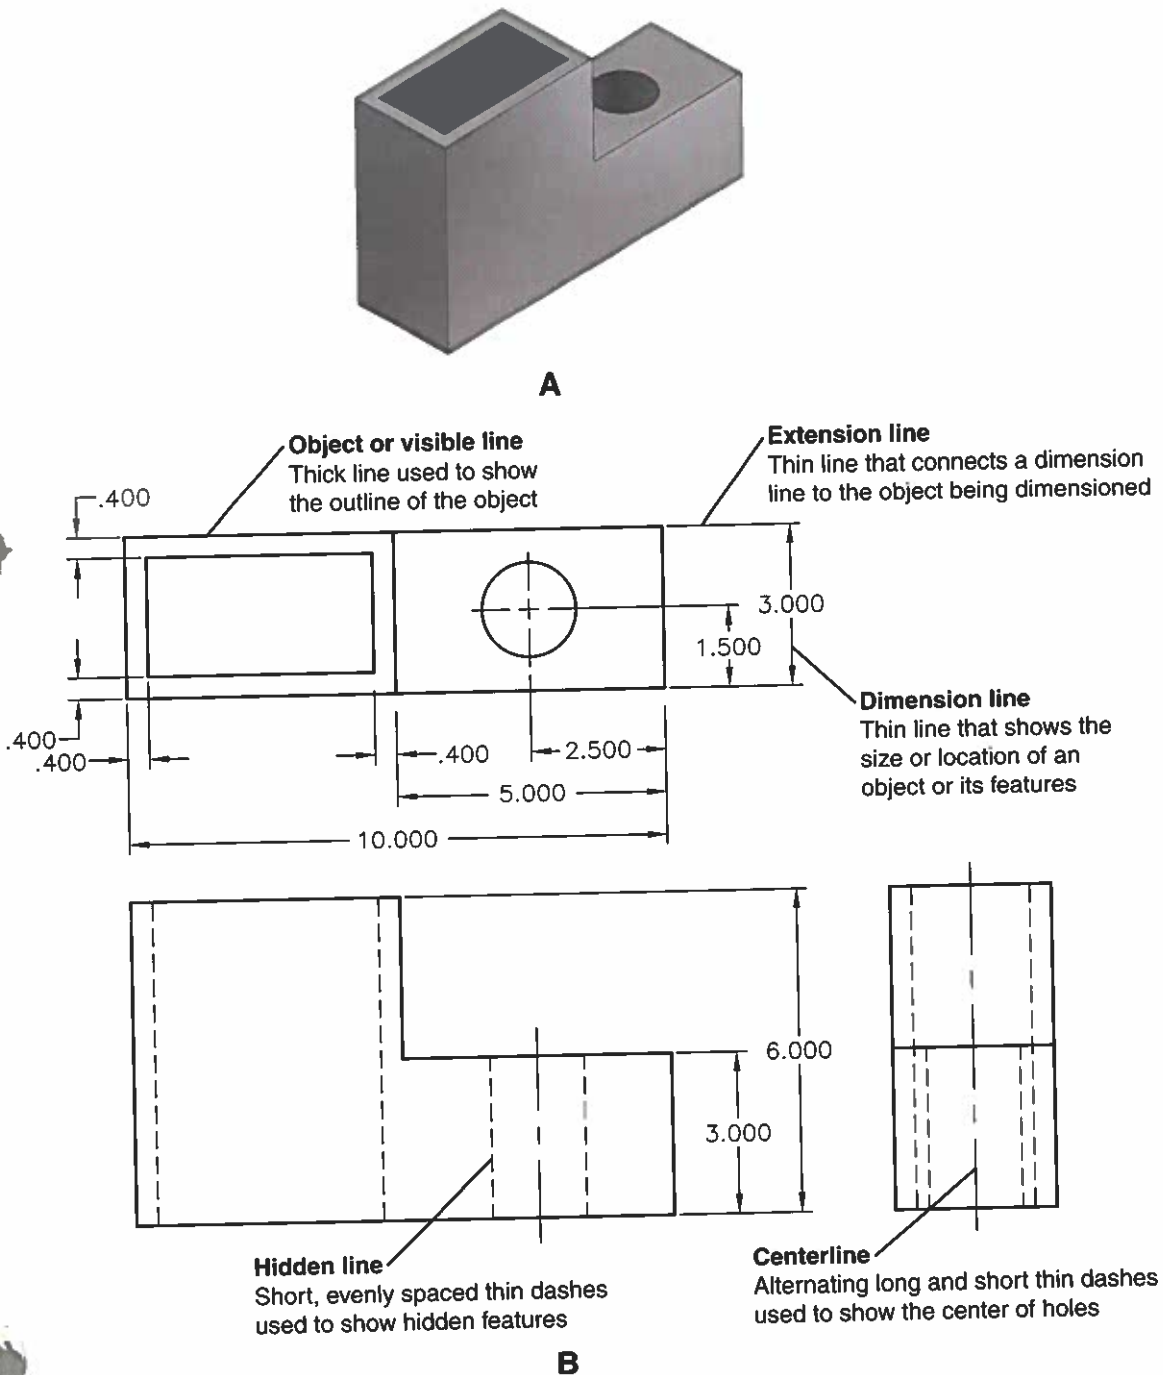 A
Object or visible line
Thick line used to show
the outline of the object
Extension line
Thin line that connects a dimension
line to the object being dimensioned
.400
3.000
1.500
Dimension line
Thin line that shows the
size or location of an
object or its features
.400
.400
.400
2.500
5.000
10.000
6.000
3.000
Hidden line
Short, evenly spaced thin dashes
used to show hidden features
Centerline
Alternating long and short thin dashes
used to show the center of holes
B